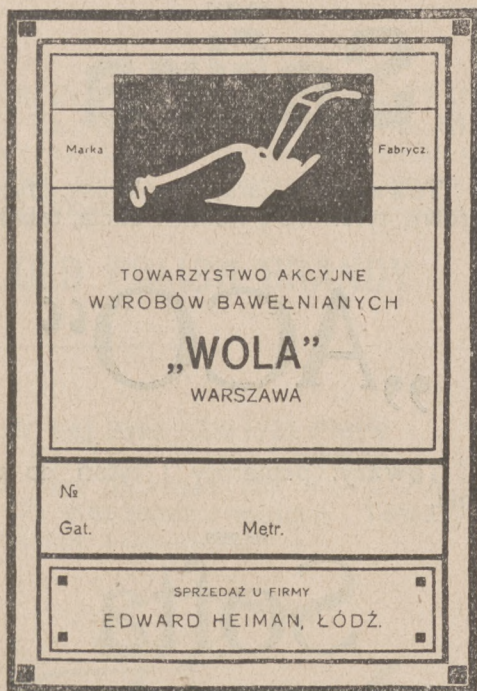 Marka Fabrycz.
TOWARZYSTWO AKCYJNE
WYROBÓW BAWEŁNIANYCH
„WOLA”
WARSZAWA
№
Gat. Metr.
SPRZEDAŻ U FIRMY
EDWARD HEIMAN, ŁÓDŹ.